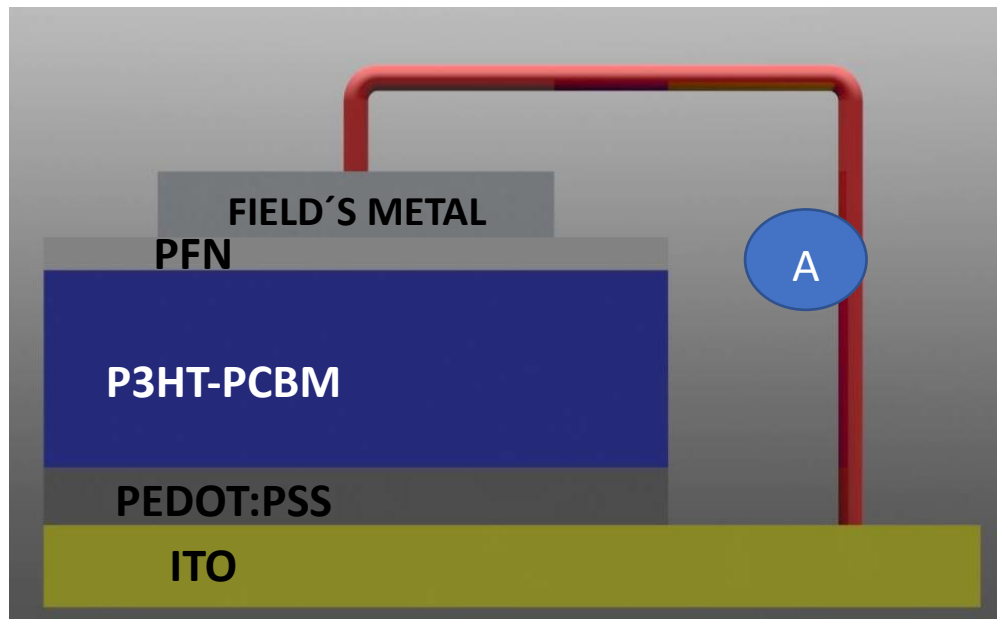 FIELD´S METAL
PFN
A
P3HT-PCBM
PEDOT:PSS
ITO